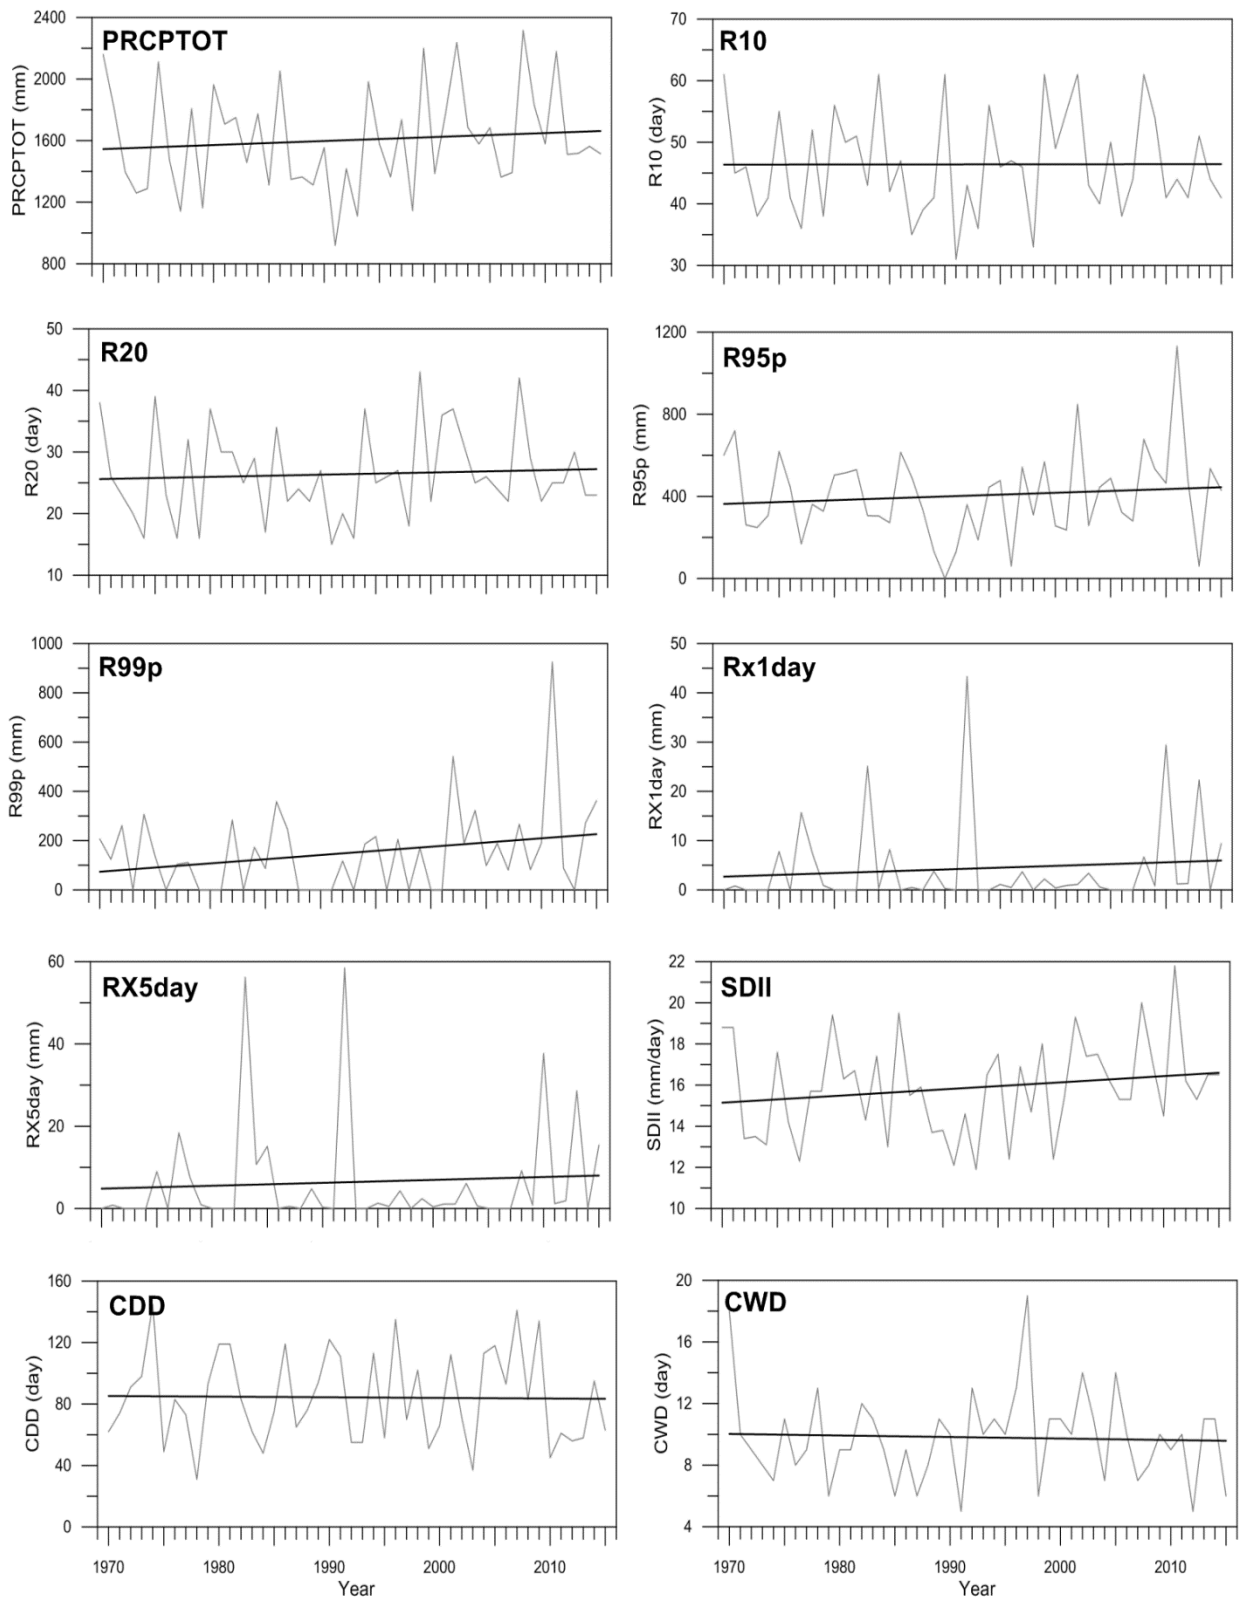 PRCPTOT
PRCPTOT (mm)
2400
2000
1600
1200
800
R10
R10 (day)
70
60
50
40
30
R20
R20 (day)
50
40
30
20
10
R95p
R95p (mm)
1200
800
400
0
R99p
R99p (mm)
1000
800
600
400
200
0
Rx1day
RX1day (mm)
50
40
30
20
10
0
RX5day
RX5day (mm)
60
40
20
0
SDII
SDII (mm/day)
22
20
18
16
14
12
10
CDD
CDD (day)
160
120
80
40
0
1970 1980 1990 2000 2010
Year
CWD
CWD (day)
20
16
12
8
4
1970 1980 1990 2000 2010
Year